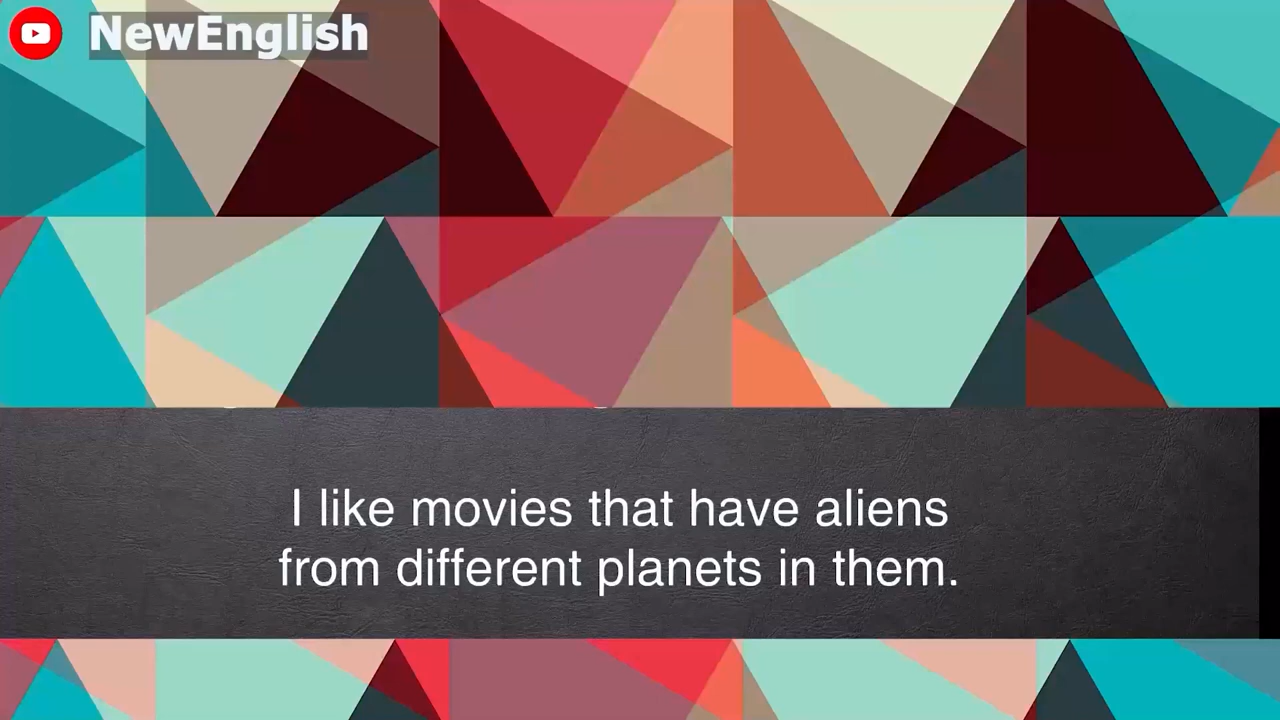 NewEnglish
I like movies that have aliens
from different planets in them.